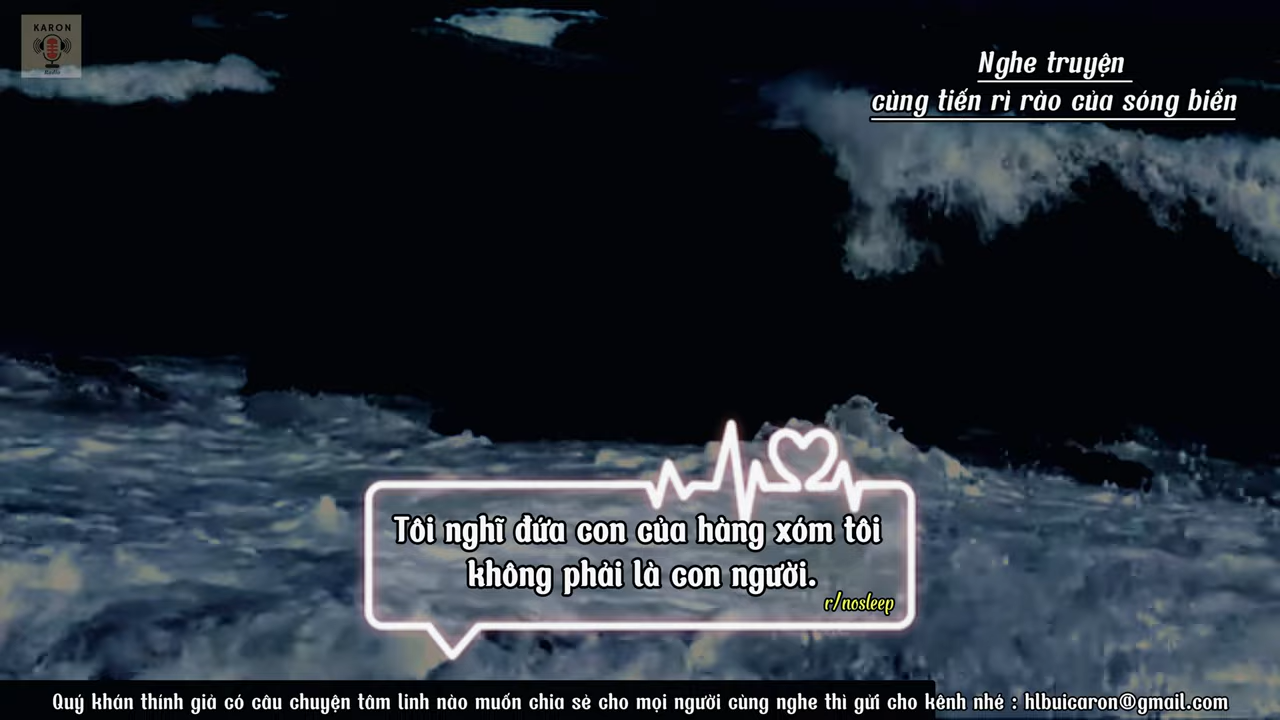 KARON
Radio
Nghe truyện
cùng tiến rì rào của sóng biển
Tôi nghĩ đứa con của hàng xóm tôi
không phải là con người.
r/nosleep
Quý khán thính giả có câu chuyện tâm linh nào muốn chia sẻ cho mọi người cùng nghe thì gửi cho kênh nhé : hlbuicaron@gmail.com